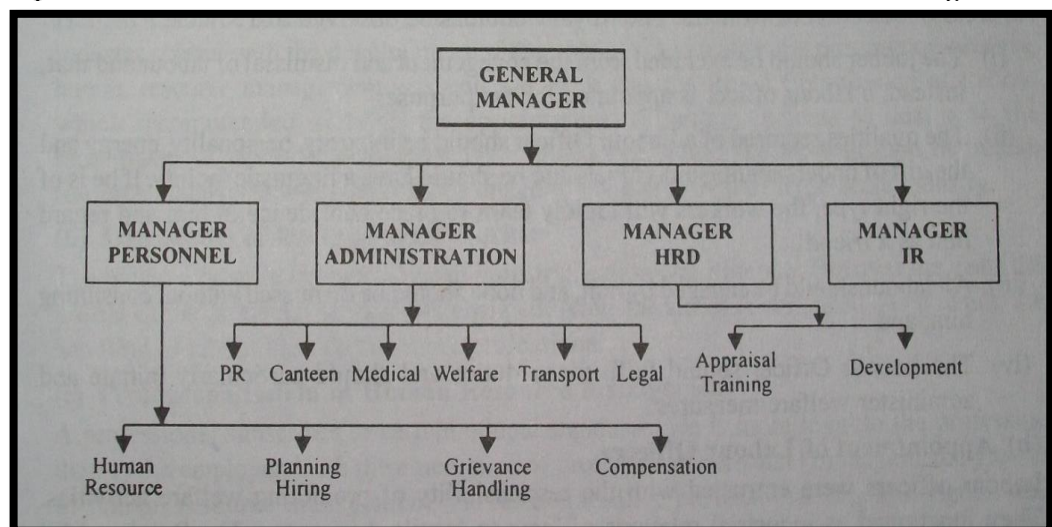 GENERAL
MANAGER
MANAGER
PERSONNEL
MANAGER
ADMINISTRATION
MANAGER
HRD
MANAGER
IR
PR
Canteen
Medical
Welfare
Transport
Legal
Appraisal
Training
Development
Human
Resource
Planning
Hiring
Grievance
Handling
Compensation